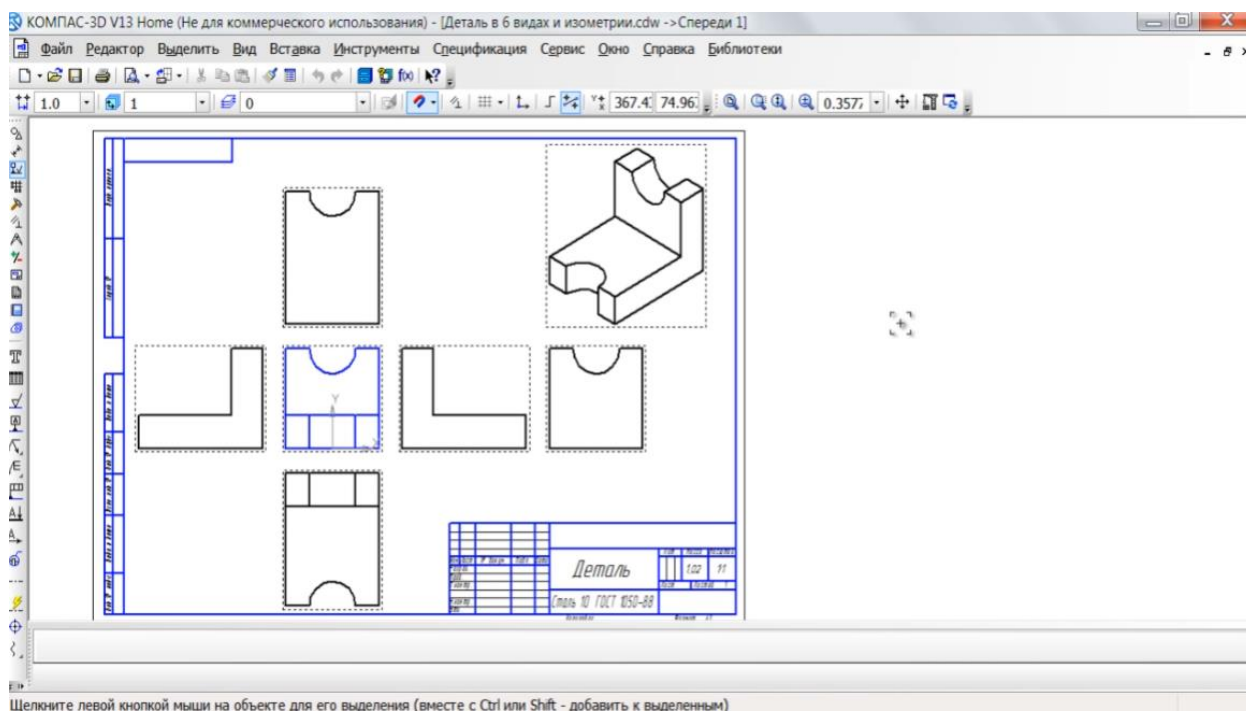 КОМПАС-3D V13 Home (Не для коммерческого использования) - [Деталь в 6 видах и изометрии.cdw ->Спереди 1]
Файл Редактор Выделить Вид Вставка Инструменты Спецификация Сервис Окно Справка Библиотеки
f(x)
1.0 1 0 367.4 74.96 0.357
Y
X
Деталь
1.02 1:1
Сталь 10 ГОСТ 1050-88
Щелкните левой кнопкой мыши на объекте для его выделения (вместе с Ctrl или Shift - добавить к выделенным)